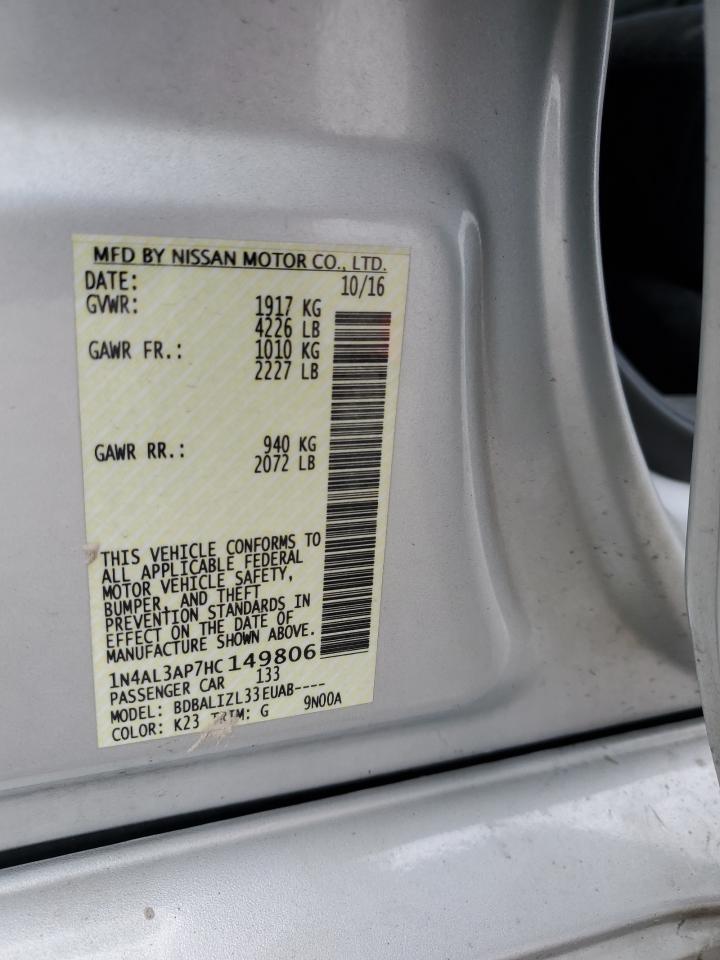 MFD BY NISSAN MOTOR CO., LTD.
DATE: 10/16
GVWR: 1917 KG
4226 LB
GAWR FR.: 1010 KG
2227 LB
GAWR RR.: 940 KG
2072 LB
THIS VEHICLE CONFORMS TO
ALL APPLICABLE FEDERAL
MOTOR VEHICLE SAFETY,
BUMPER, AND THEFT
PREVENTION STANDARDS IN
EFFECT ON THE DATE OF
MANUFACTURE SHOWN ABOVE.
1N4AL3AP7HC149806
PASSENGER CAR 133
MODEL: BDBALIZL33EUAB----
COLOR: K23 TRIM: G 9N00A